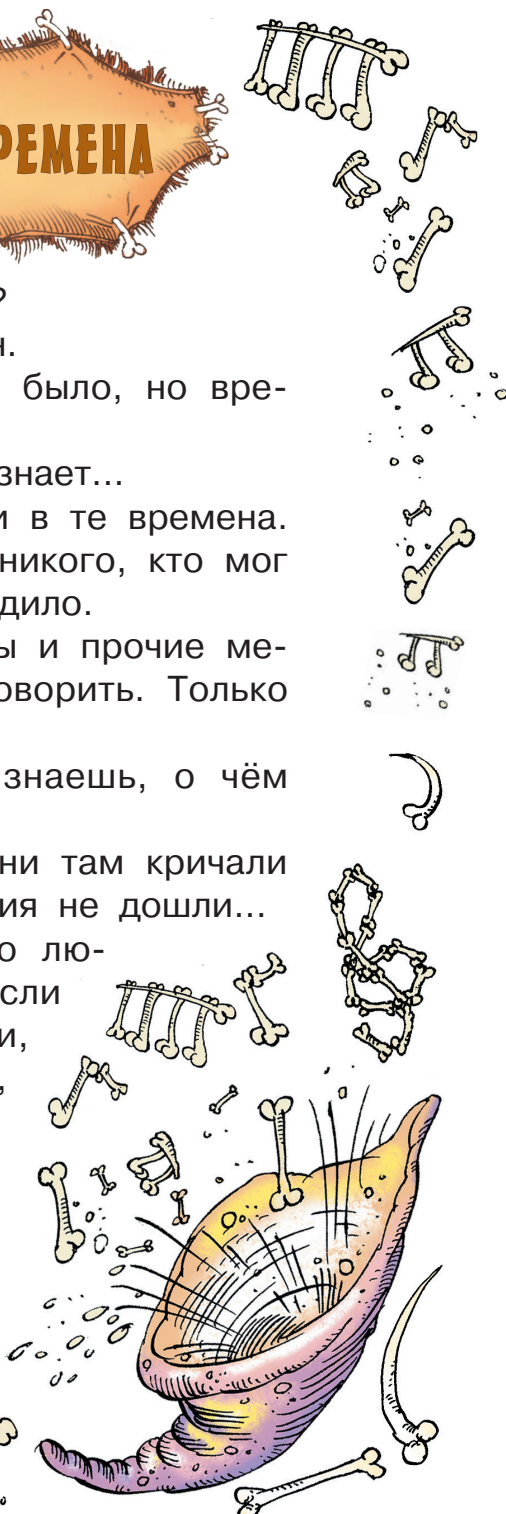 РЕМЕНА
?
было, но вре-
знает...
и в те времена.
никого, кто мог
дило.
ы и прочие ме-
оворить. Только
знаешь, о чём
ни там кричали
ия не дошли...
о лю-
сли
и,
,